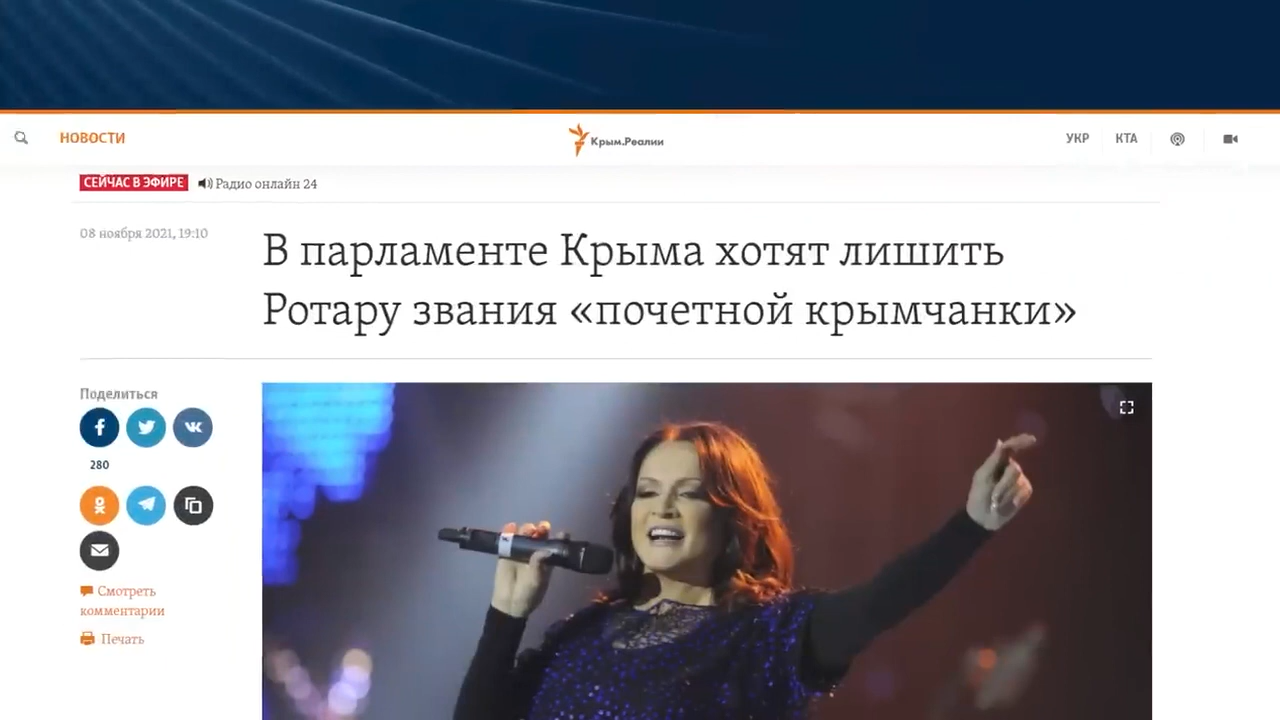 НОВОСТИ
Крым.Реалии
УКР
КТА
СЕЙЧАС В ЭФИРЕ
Радио онлайн 24
08 ноября 2021, 19:10
В парламенте Крыма хотят лишить
Ротару звания «почетной крымчанки»
Поделиться
280
Смотреть
комментарии
Печать